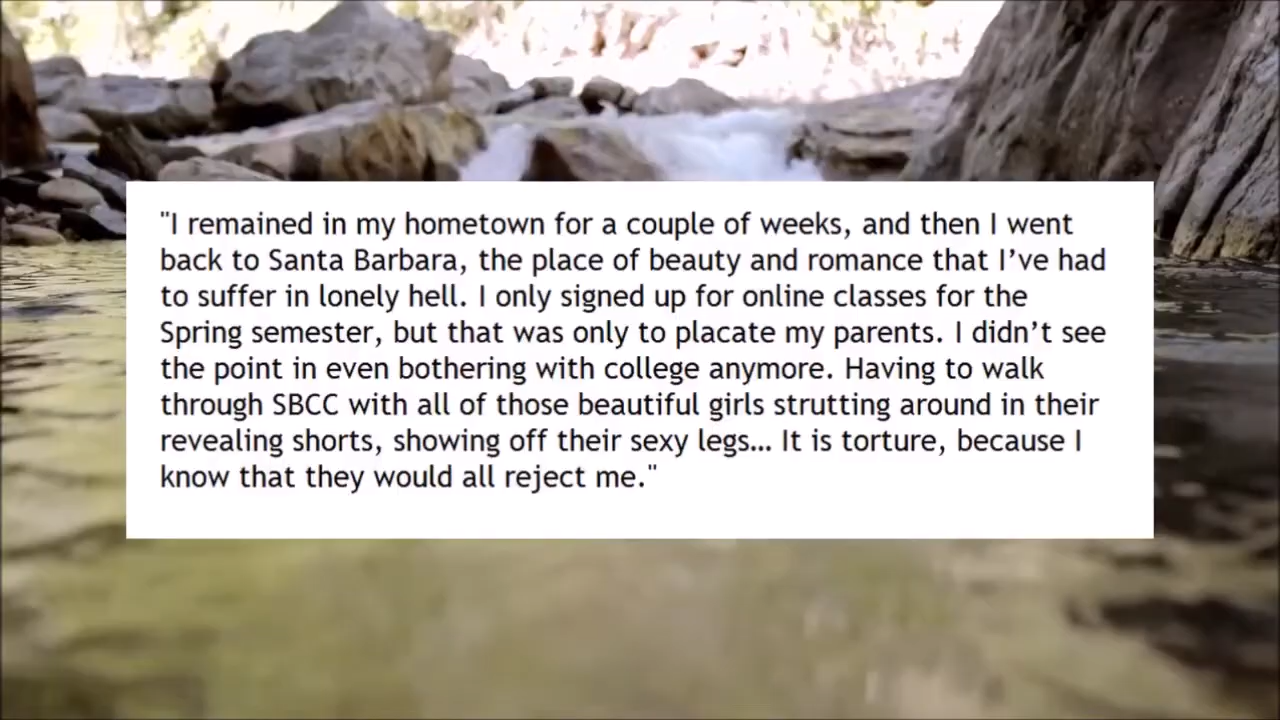 "I remained in my hometown for a couple of weeks, and then I went
back to Santa Barbara, the place of beauty and romance that I’ve had
to suffer in lonely hell. I only signed up for online classes for the
Spring semester, but that was only to placate my parents. I didn’t see
the point in even bothering with college anymore. Having to walk
through SBCC with all of those beautiful girls strutting around in their
revealing shorts, showing off their sexy legs... It is torture, because I
know that they would all reject me."